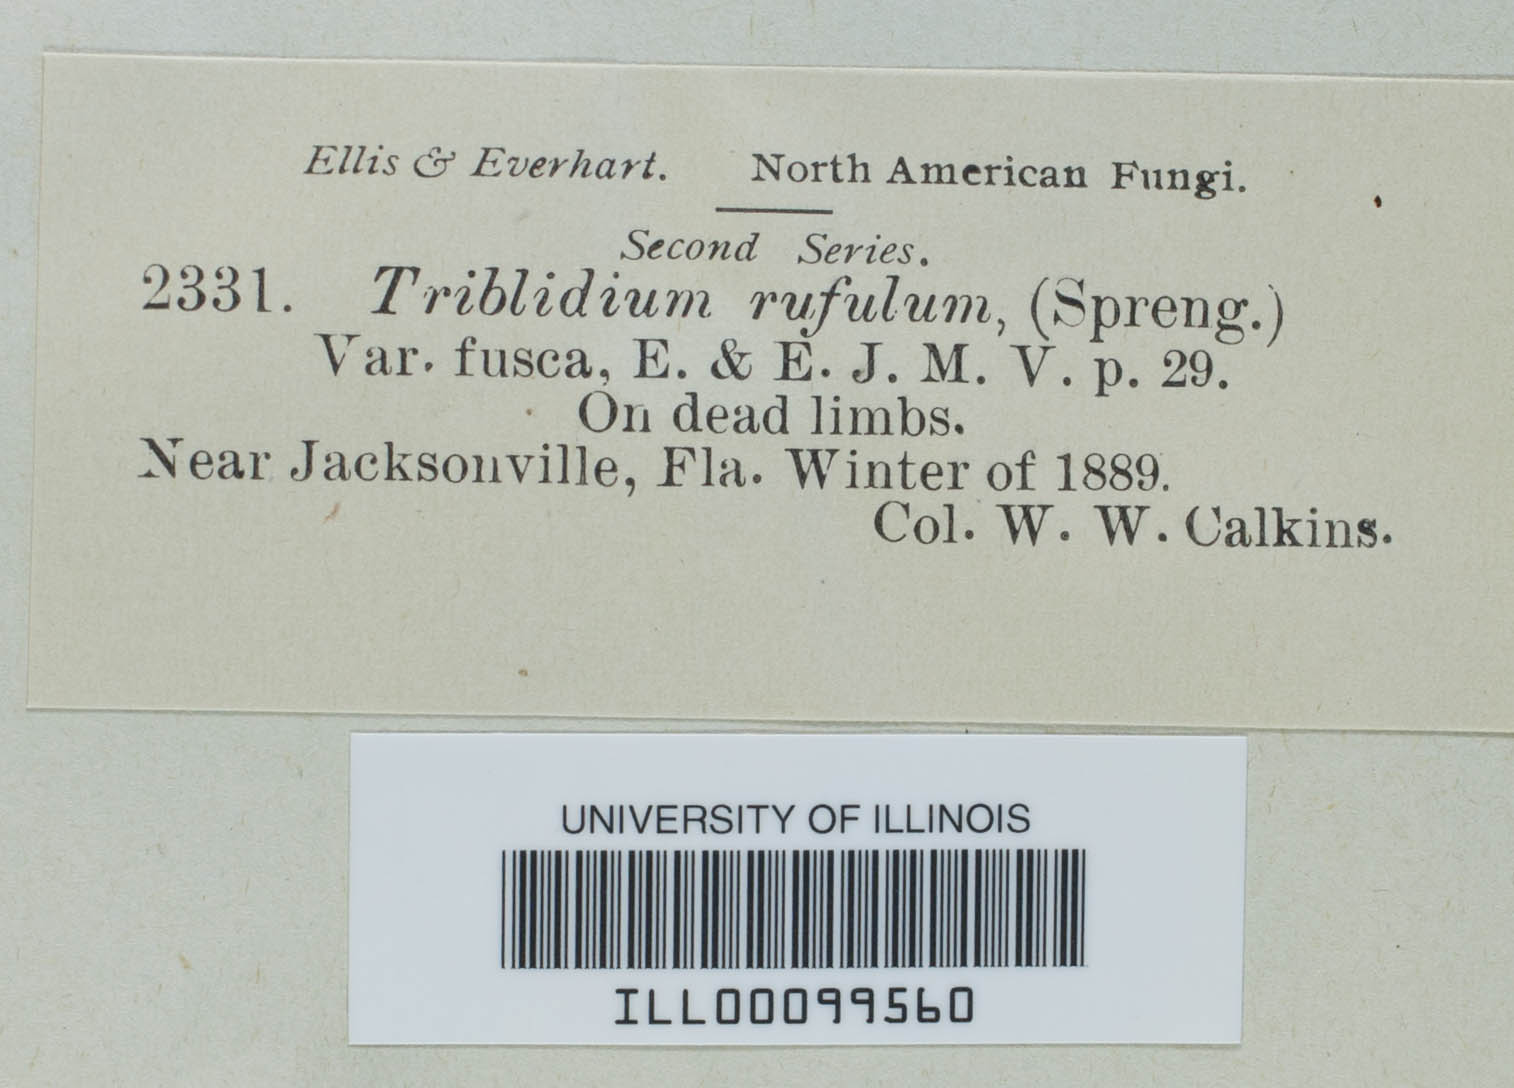 Ellis & Everhart. North American Fungi.
Second Series.
2331. Triblidium rufulum, (Spreng.)
Var. fusca, E. & E. J. M. V. p. 29.
On dead limbs.
Near Jacksonville, Fla. Winter of 1889.
Col. W. W. Calkins.
UNIVERSITY OF ILLINOIS
ILL00099560